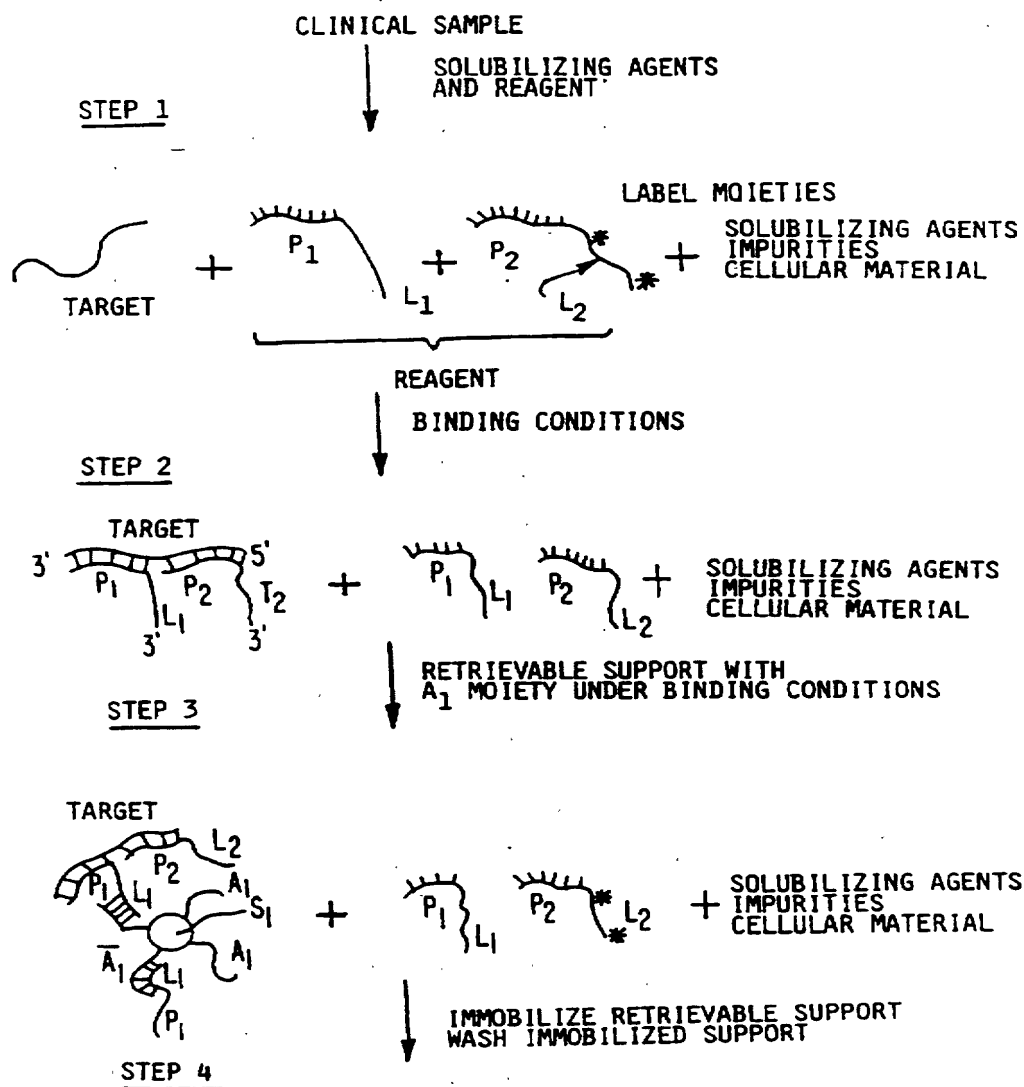 CLINICAL SAMPLE
SOLUBILIZING AGENTS
AND REAGENT
STEP 1
LABEL MOIETIES
TARGET
+
P1
L1
+
P2
*
*
L2
+
SOLUBILIZING AGENTS
IMPURITIES
CELLULAR MATERIAL
REAGENT
BINDING CONDITIONS
STEP 2
TARGET
3'
5'
P1
P2
T2
L1
3'
3'
+
P1
L1
P2
L2
+
SOLUBILIZING AGENTS
IMPURITIES
CELLULAR MATERIAL
RETRIEVABLE SUPPORT WITH
A1 MOIETY UNDER BINDING CONDITIONS
STEP 3
TARGET
L2
P2
P1
L1
A1
S1
A1
A1
L1
P1
+
P1
L1
P2
*
*
L2
+
SOLUBILIZING AGENTS
IMPURITIES
CELLULAR MATERIAL
IMMOBILIZE RETRIEVABLE SUPPORT
WASH IMMOBILIZED SUPPORT
STEP 4